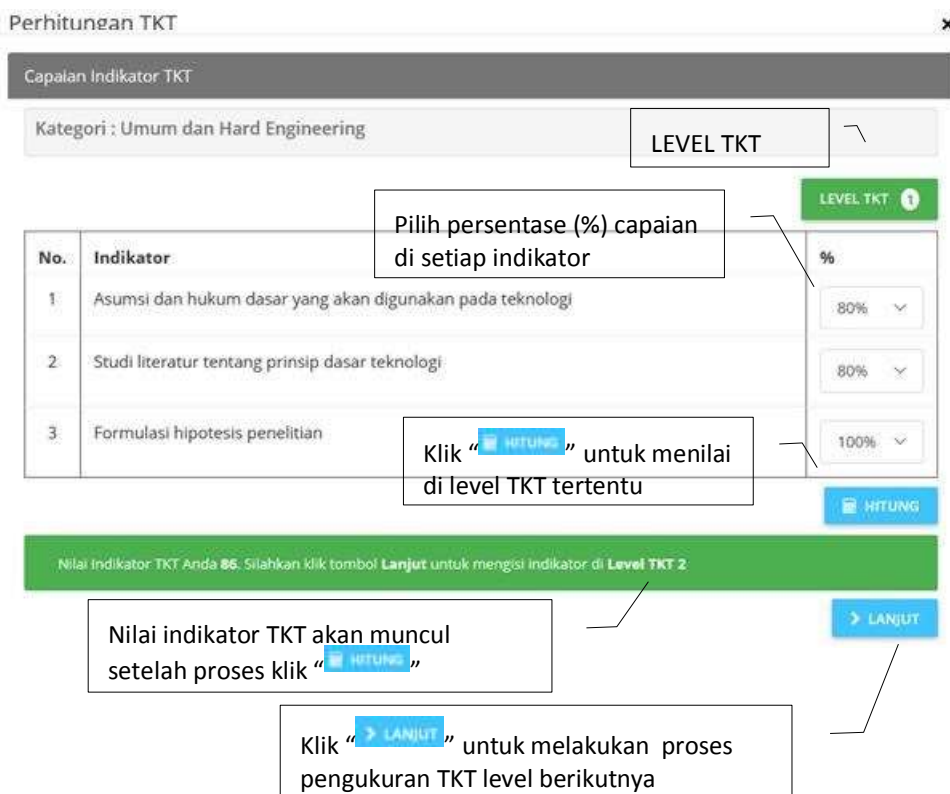 Perhitungan TKT
x
Capaian Indikator TKT
Kategori : Umum dan Hard Engineering
LEVEL TKT
LEVEL TKT 1
Pilih persentase (%) capaian
di setiap indikator
No. Indikator %
1 Asumsi dan hukum dasar yang akan digunakan pada teknologi 80%
2 Studi literatur tentang prinsip dasar teknologi 80%
3 Formulasi hipotesis penelitian 100%
Klik “HITUNG” untuk menilai
di level TKT tertentu
HITUNG
Nilai Indikator TKT Anda 86. Silahkan klik tombol Lanjut untuk mengisi indikator di Level TKT 2
LANJUT
Nilai indikator TKT akan muncul
setelah proses klik “HITUNG”
Klik “LANJUT” untuk melakukan proses
pengukuran TKT level berikutnya